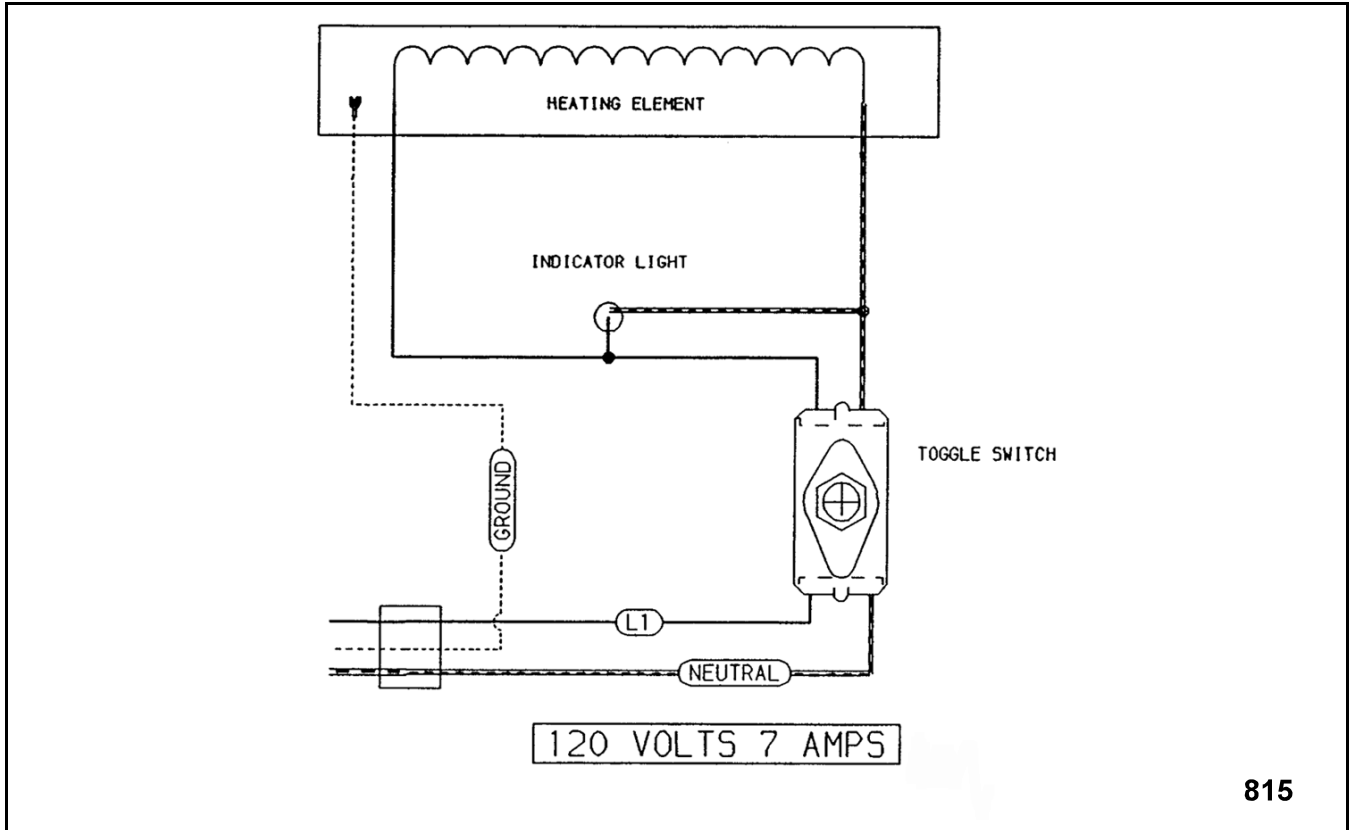 HEATING ELEMENT
INDICATOR LIGHT
TOGGLE SWITCH
GROUND
L1
NEUTRAL
120 VOLTS 7 AMPS
815